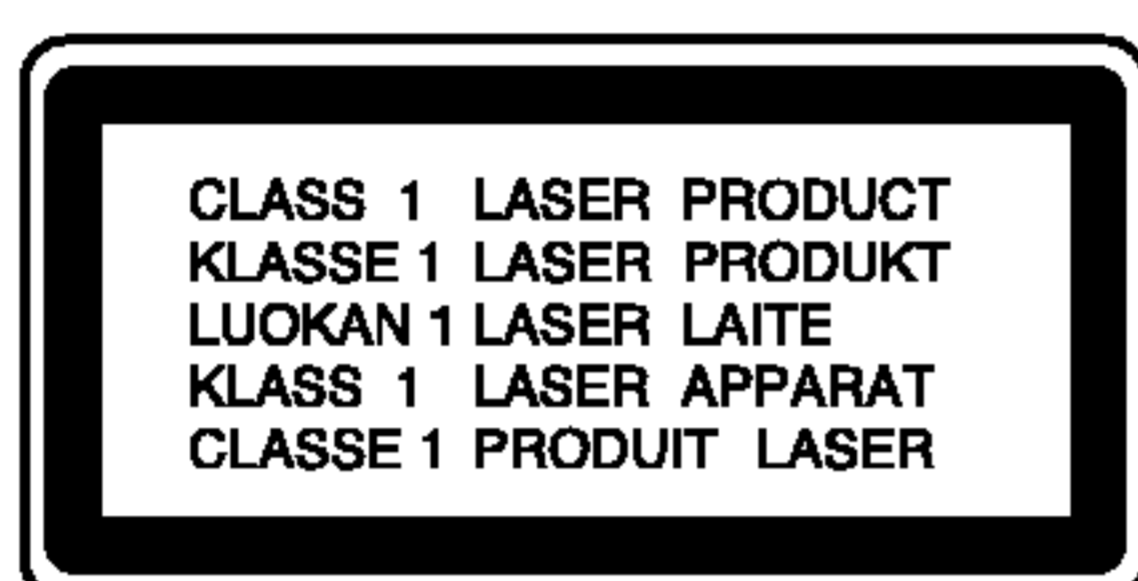 CLASS 1 LASER PRODUCT
KLASSE 1 LASER PRODUKT
LUOKAN 1 LASER LAITE
KLASS 1 LASER APPARAT
CLASSE 1 PRODUIT LASER